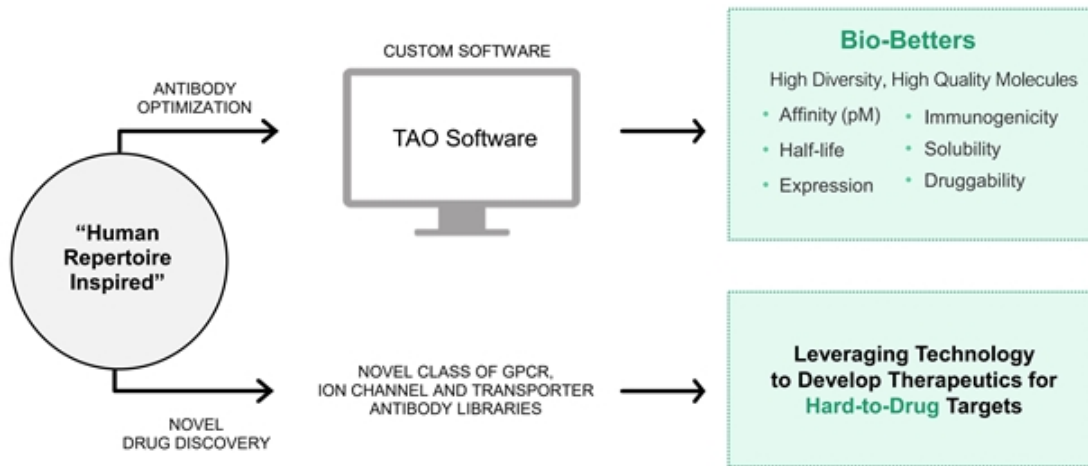 “Human
Repertoire
Inspired”
ANTIBODY
OPTIMIZATION
CUSTOM SOFTWARE
TAO Software
Bio-Betters
High Diversity, High Quality Molecules
• Affinity (pM)
• Half-life
• Expression
• Immunogenicity
• Solubility
• Druggability
NOVEL
DRUG DISCOVERY
NOVEL CLASS OF GPCR,
ION CHANNEL AND TRANSPORTER
ANTIBODY LIBRARIES
Leveraging Technology
to Develop Therapeutics for
Hard-to-Drug Targets